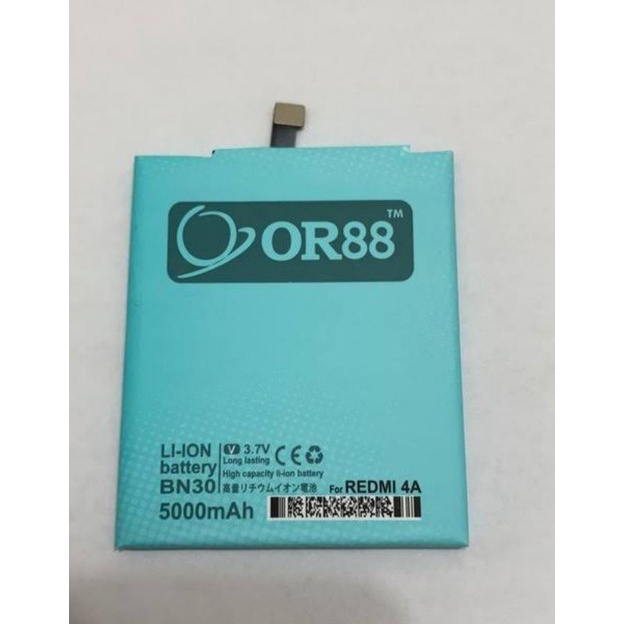 OR88™
LI-ION
battery
BN30
5000mAh
V 3.7V
Long lasting
High capacity li-ion battery
高量リチウムイオン電池
CE
For REDMI 4A